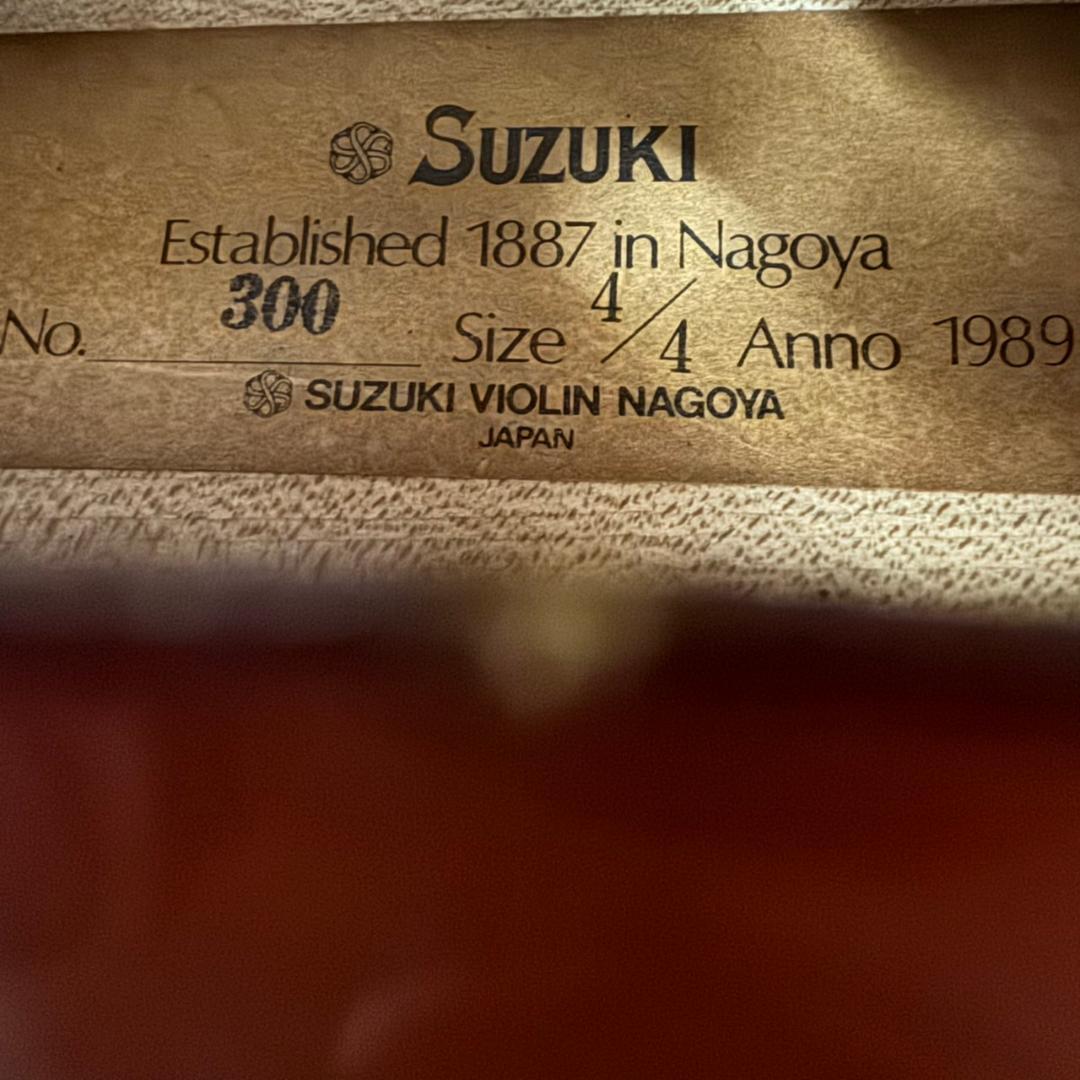 SUZUKI
Established 1887 in Nagoya
No. 300 Size 4/4 Anno 1989
SUZUKI VIOLIN NAGOYA
JAPAN